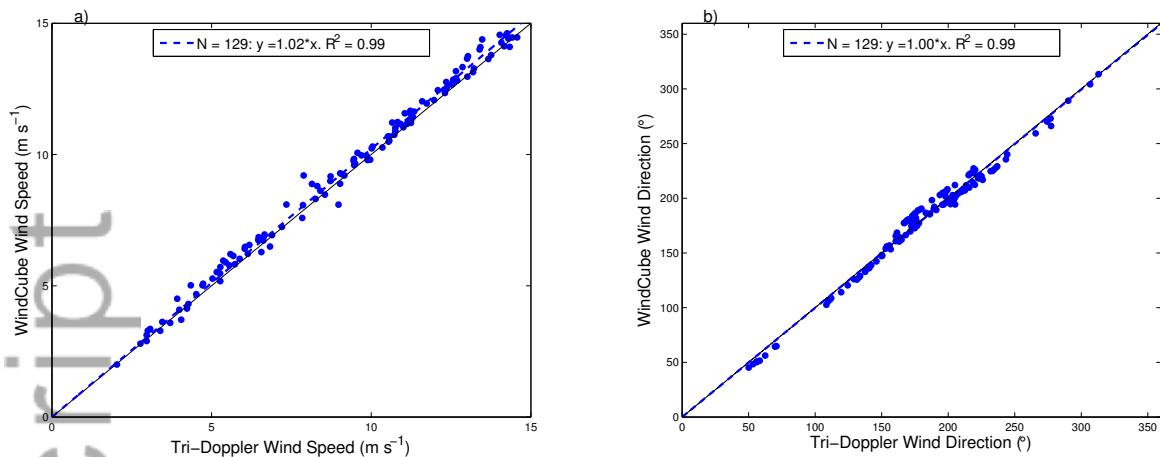 a)
N = 129: y =1.02*x. R² = 0.99
15
10
5
0
WindCube Wind Speed (m s⁻¹)
0 5 10 15
Tri−Doppler Wind Speed (m s⁻¹)
b)
N = 129: y =1.00*x. R² = 0.99
350
300
250
200
150
100
50
0
WindCube Wind Direction (°)
0 50 100 150 200 250 300 350
Tri−Doppler Wind Direction (°)
cript